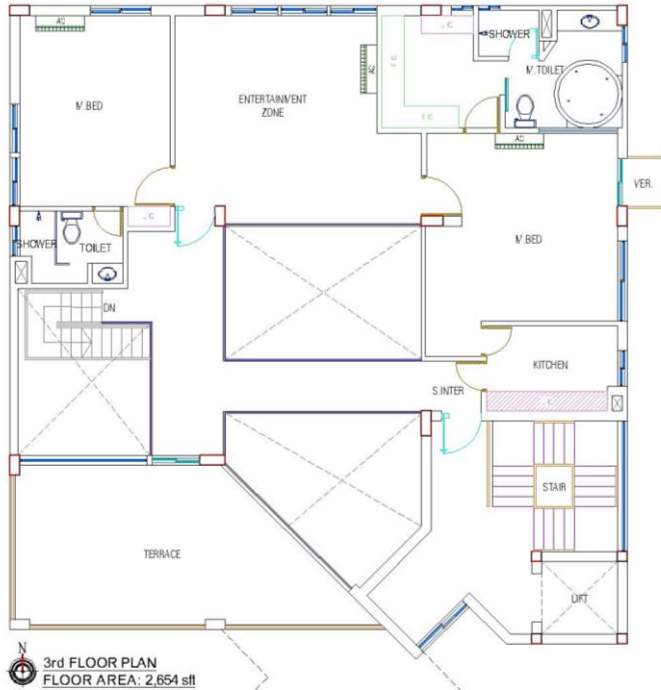 AC
SHOWER
AC
M.BED
ENTERTAINMENT
ZONE
M.TOILET
AC
VER.
M.BED
SHOWER
TOILET
DN
KITCHEN
S.INTER
STAIR
TERRACE
LIFT
N
3rd FLOOR PLAN
FLOOR AREA: 2,654 sft